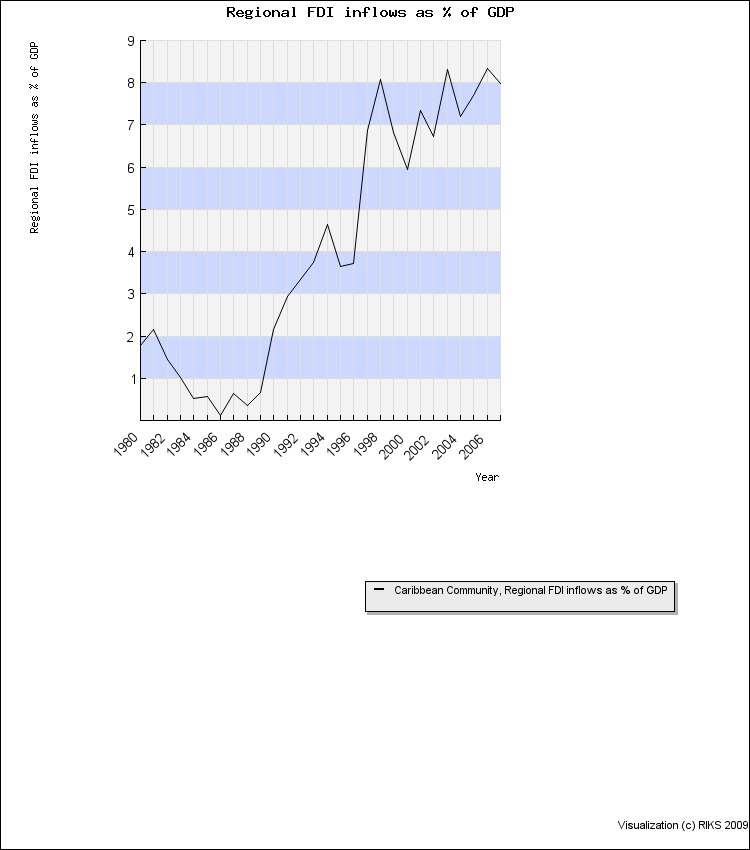 Regional FDI inflows as % of GDP
Regional FDI inflows as % of GDP
9
8
7
6
5
4
3
2
1
1980 1982 1984 1986 1988 1990 1992 1994 1996 1998 2000 2002 2004 2006
Year
Caribbean Community, Regional FDI inflows as % of GDP
Visualization (c) RIKS 2009